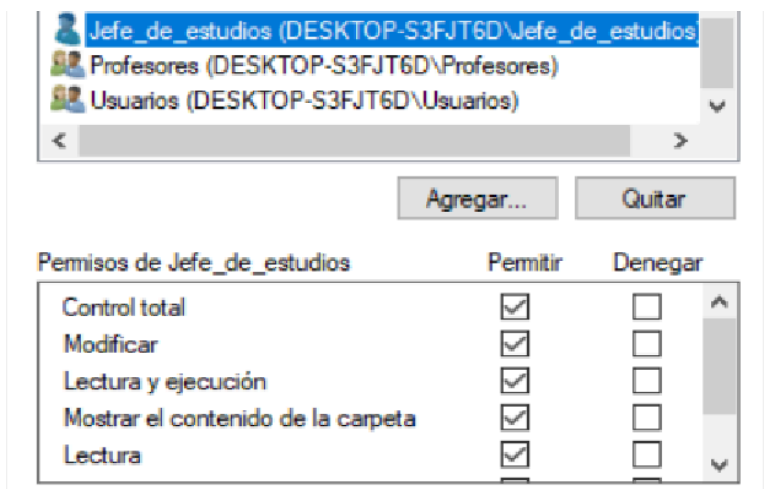 Jefe_de_estudios (DESKTOP-S3FJT6D\Jefe_de_estudios)
Profesores (DESKTOP-S3FJT6D\Profesores)
Usuarios (DESKTOP-S3FJT6D\Usuarios)
Agregar... Quitar
Permisos de Jefe_de_estudios Permitir Denegar
Control total
Modificar
Lectura y ejecución
Mostrar el contenido de la carpeta
Lectura